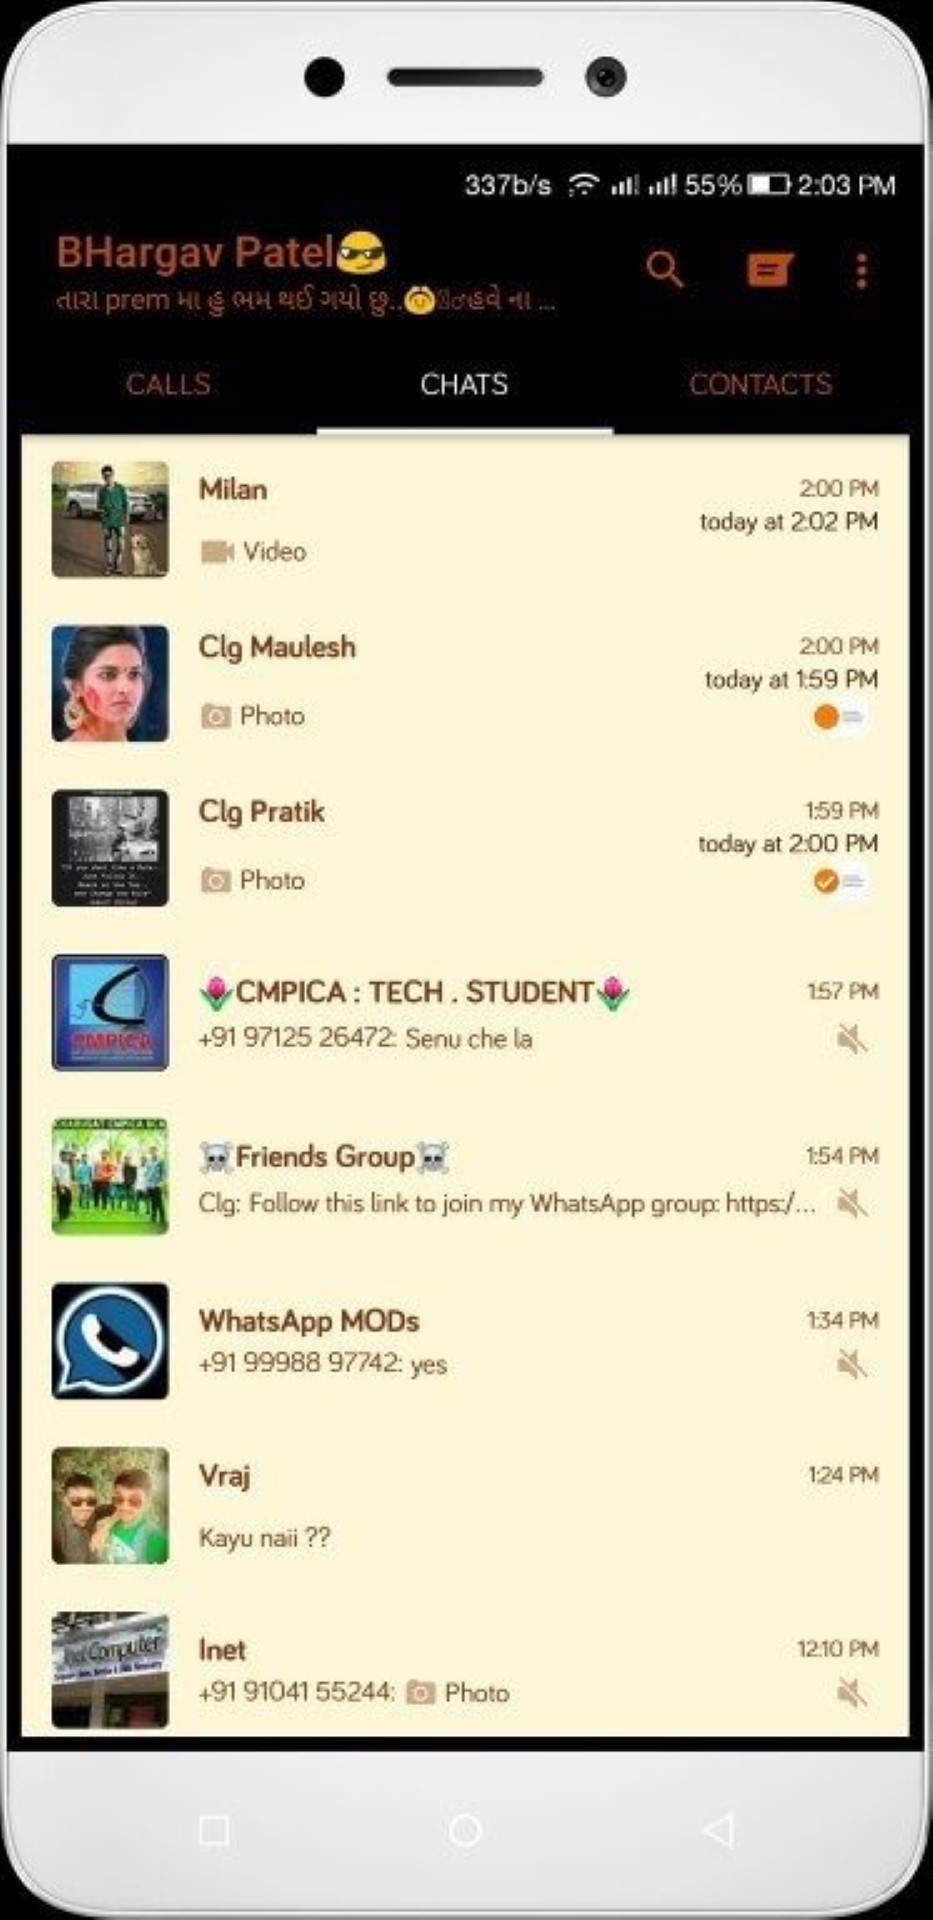 337b/s 55% 2:03 PM
BHargav Patel😎
તારા prem મા હુ ભમ થઈ ગયો છુ..હવે ના ...
CALLS CHATS CONTACTS
Milan 2:00 PM
today at 2:02 PM
Video
Clg Maulesh 2:00 PM
today at 1:59 PM
Photo
Clg Pratik 1:59 PM
today at 2:00 PM
Photo
🌷CMPICA : TECH . STUDENT🌷 1:57 PM
+91 97125 26472: Senu che la
CMPICA
☠Friends Group☠ 1:54 PM
Clg: Follow this link to join my WhatsApp group: https:/...
WhatsApp MODs 1:34 PM
+91 99988 97742: yes
Vraj 1:24 PM
Kayu naii ??
Inet 12:10 PM
+91 91041 55244: Photo
Computer